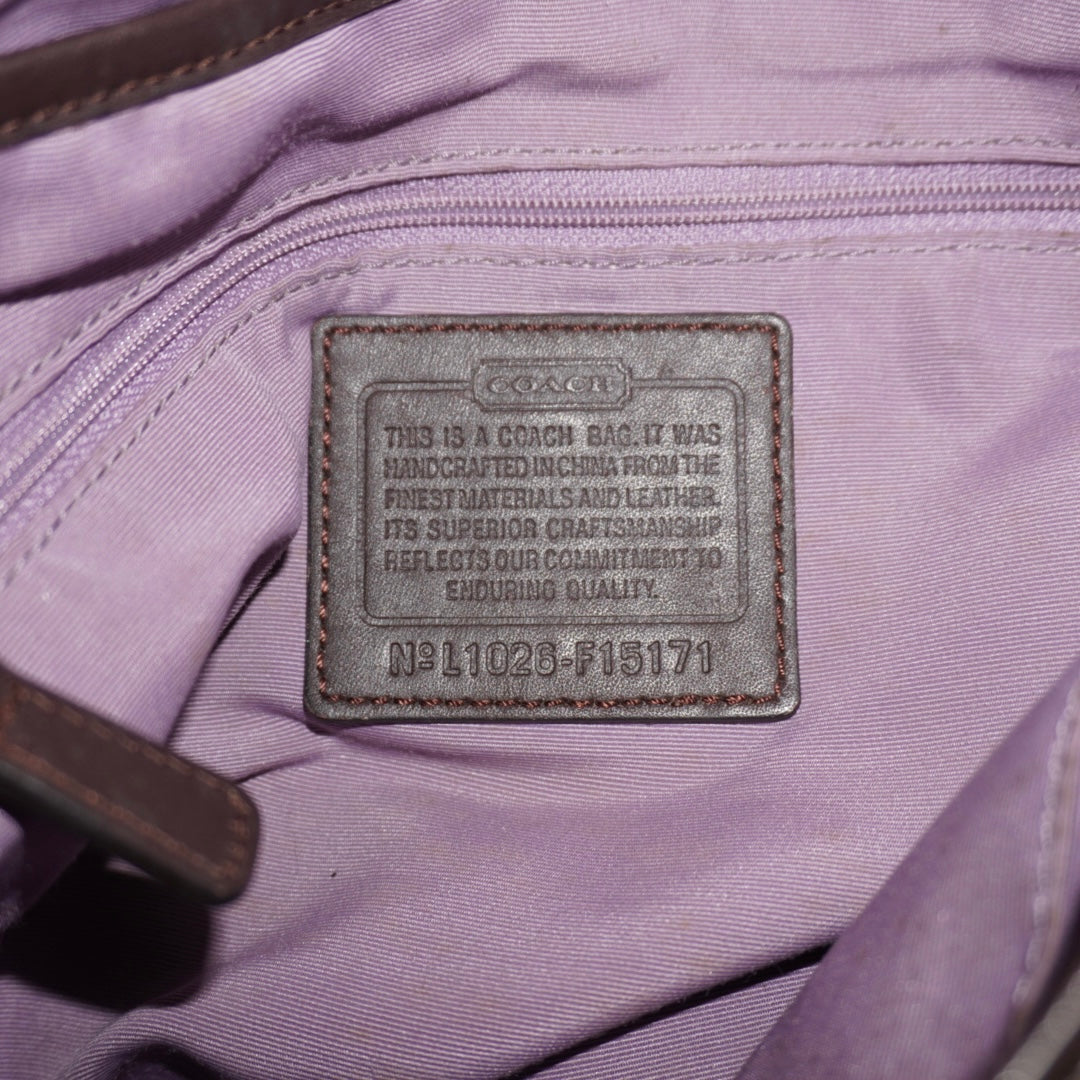 COACH
THIS IS A COACH BAG. IT WAS
HANDCRAFTED IN CHINA FROM THE
FINEST MATERIALS AND LEATHER.
ITS SUPERIOR CRAFTSMANSHIP
REFLECTS OUR COMMITMENT TO
ENDURING QUALITY.
Nº L1026-F15171